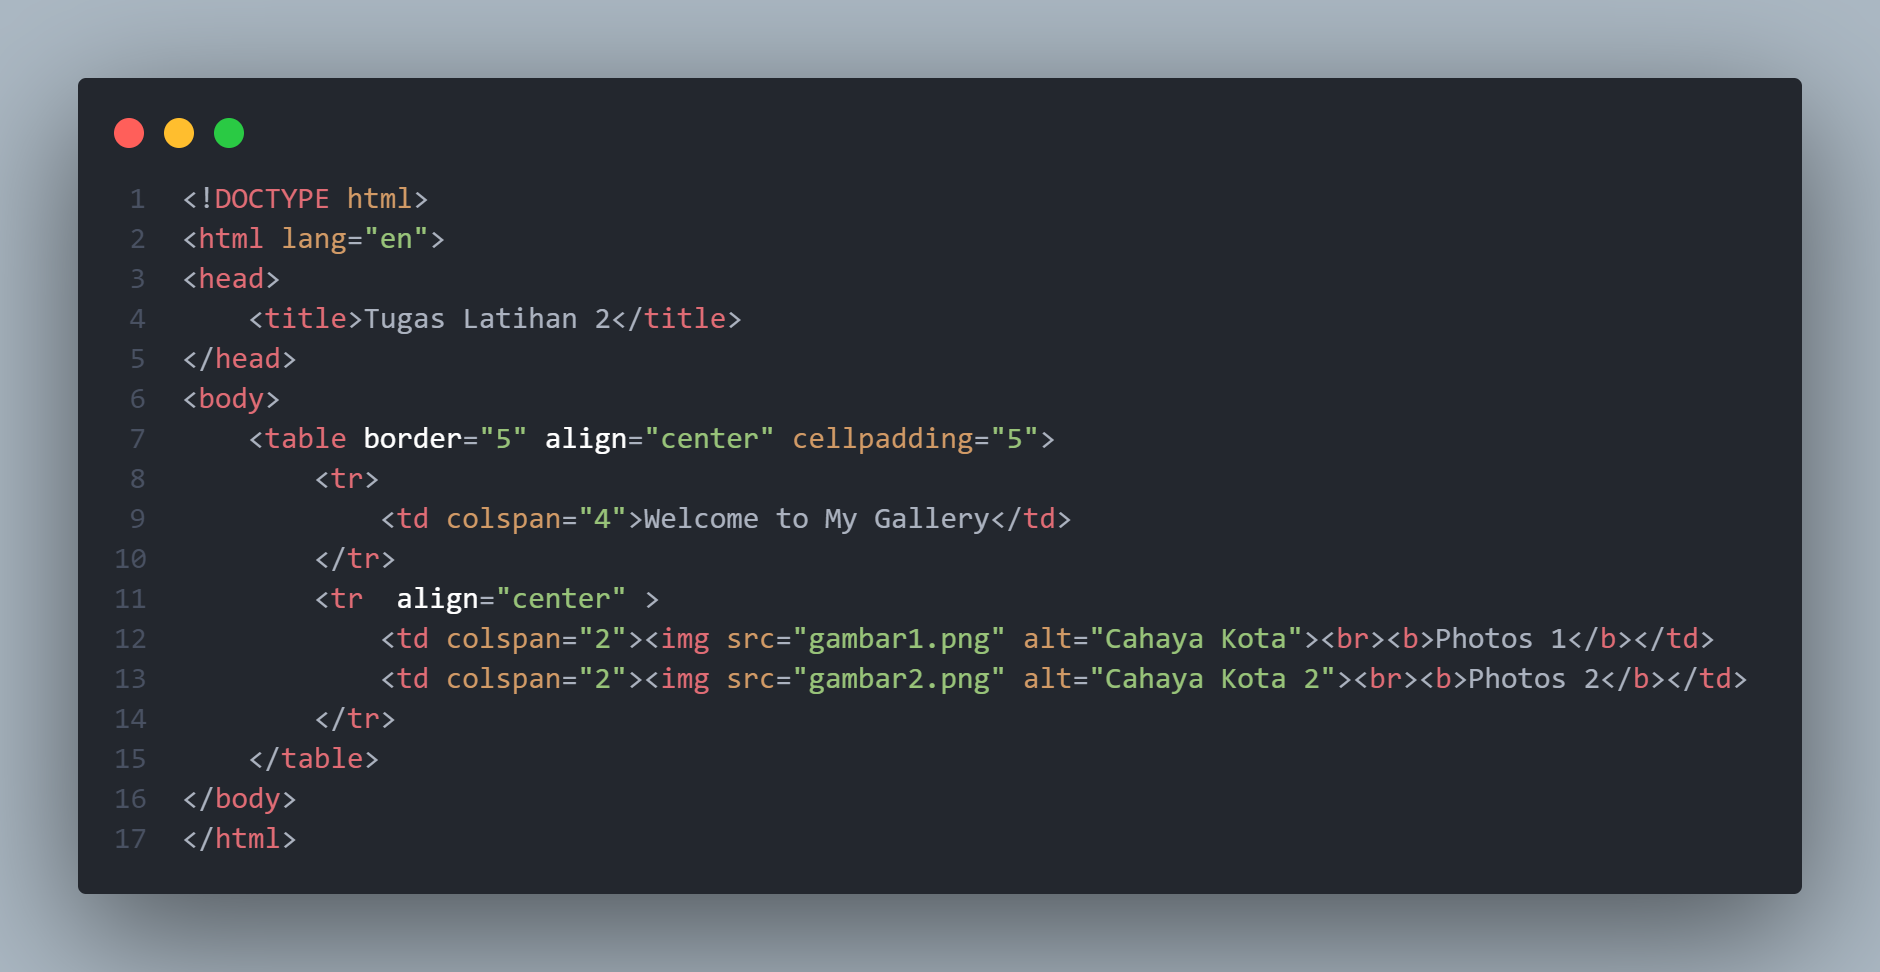 1 <!DOCTYPE html>
2 <html lang="en">
3 <head>
4     <title>Tugas Latihan 2</title>
5 </head>
6 <body>
7     <table border="5" align="center" cellpadding="5">
8         <tr>
9             <td colspan="4">Welcome to My Gallery</td>
10         </tr>
11         <tr  align="center" >
12             <td colspan="2"><img src="gambar1.png" alt="Cahaya Kota"><br><b>Photos 1</b></td>
13             <td colspan="2"><img src="gambar2.png" alt="Cahaya Kota 2"><br><b>Photos 2</b></td>
14         </tr>
15     </table>
16 </body>
17 </html>